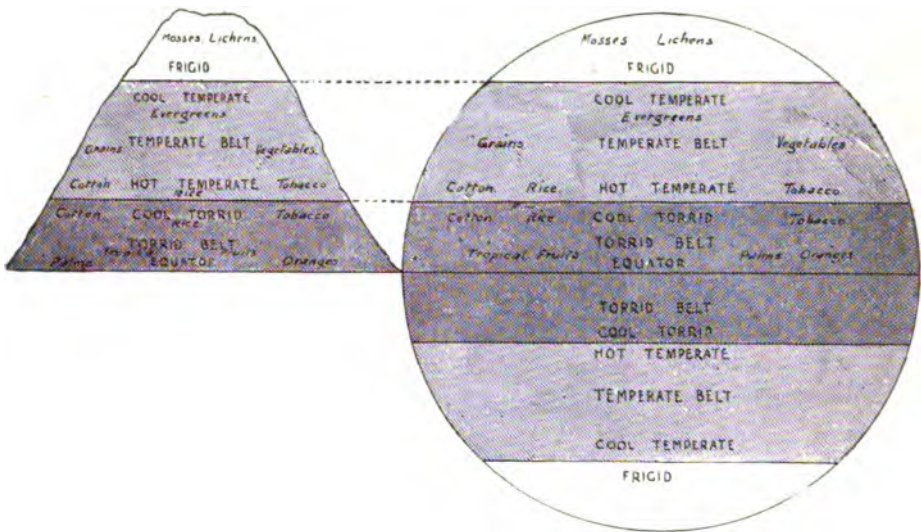 Mosses Lichens
FRIGID
COOL TEMPERATE
Evergreens
Grains TEMPERATE BELT Vegetables
Cotton HOT TEMPERATE Tobacco
Rice
Cotton COOL TORRID Tobacco
Rice
TORRID BELT
Palms Tropical Fruits Oranges
EQUATOR
Mosses Lichens
FRIGID
COOL TEMPERATE
Evergreens
Grains TEMPERATE BELT Vegetables
Cotton Rice HOT TEMPERATE Tobacco
Cotton Rice COOL TORRID Tobacco
TORRID BELT
Tropical Fruits EQUATOR Palms Oranges
TORRID BELT
COOL TORRID
HOT TEMPERATE
TEMPERATE BELT
COOL TEMPERATE
FRIGID